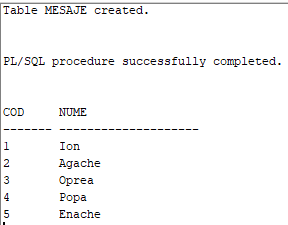 Table MESAJE created.
PL/SQL procedure successfully completed.
COD NUME
------- --------------------
1 Ion
2 Agache
3 Oprea
4 Popa
5 Enache